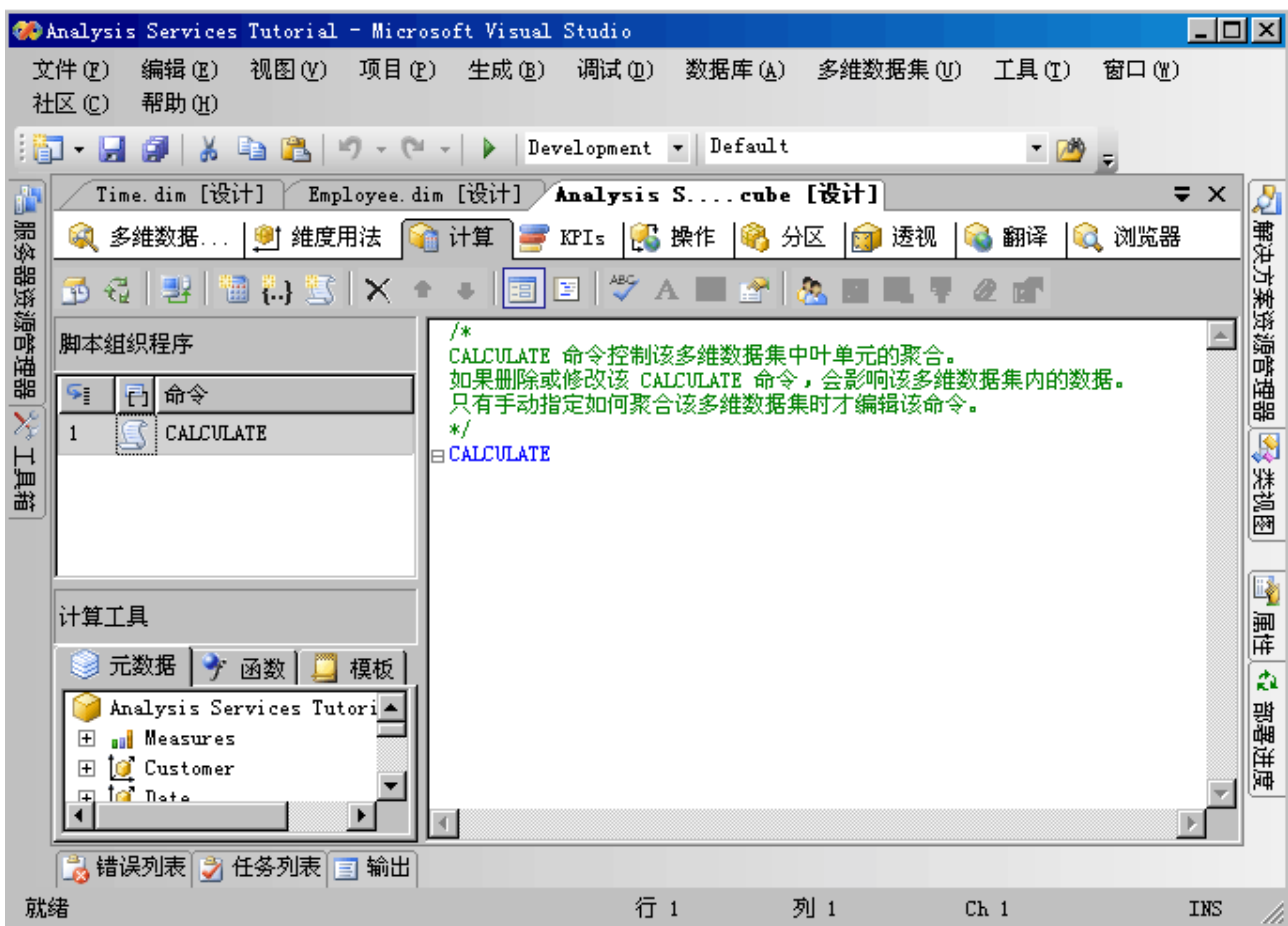 Analysis Services Tutorial - Microsoft Visual Studio
文件(F) 编辑(E) 视图(V) 项目(P) 生成(B) 调试(D) 数据库(A) 多维数据集(U) 工具(T) 窗口(W)
社区(C) 帮助(H)
Development Default
Time.dim [设计] Employee.dim [设计] Analysis S....cube [设计]
多维数据... 维度用法 计算 KPIs 操作 分区 透视 翻译 浏览器
服务器资源管理器
工具箱
脚本组织程序
命令
1 CALCULATE
计算工具
元数据 函数 模板
Analysis Services Tutori
Measures
Customer
Date
/*
CALCULATE 命令控制该多维数据集中叶单元的聚合。
如果删除或修改该 CALCULATE 命令，会影响该多维数据集内的数据。
只有手动指定如何聚合该多维数据集时才编辑该命令。
*/
CALCULATE
解决方案资源管理器
类视图
属性
部署进度
错误列表 任务列表 输出
就绪 行 1 列 1 Ch 1 INS